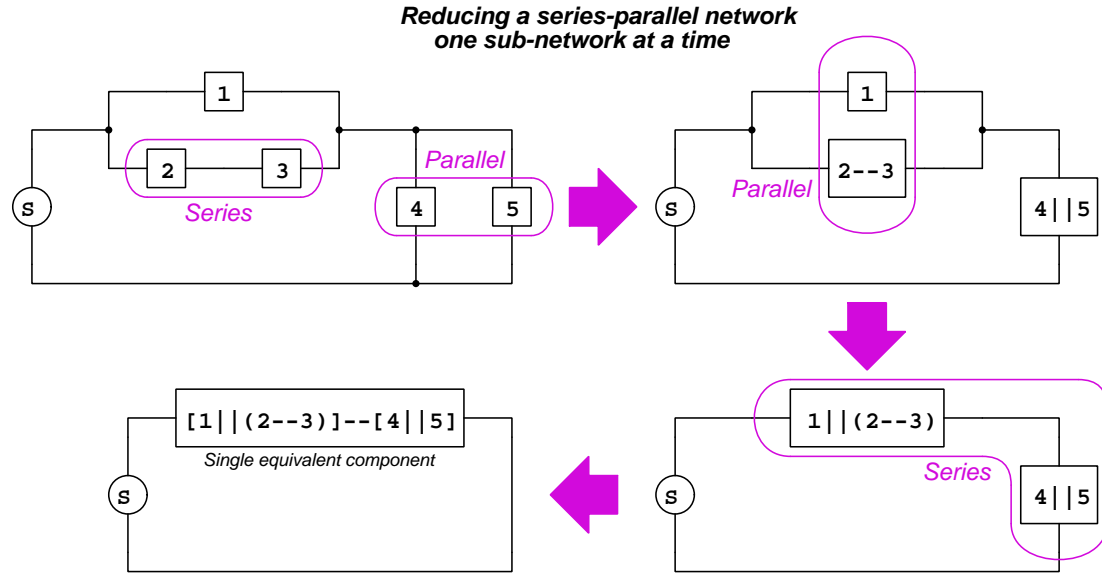 Reducing a series-parallel network
one sub-network at a time
1
2
3
Series
S
Parallel
4
5
1
2--3
Parallel
S
4||5
1||(2--3)
Series
S
4||5
[1||(2--3)]--[4||5]
Single equivalent component
S